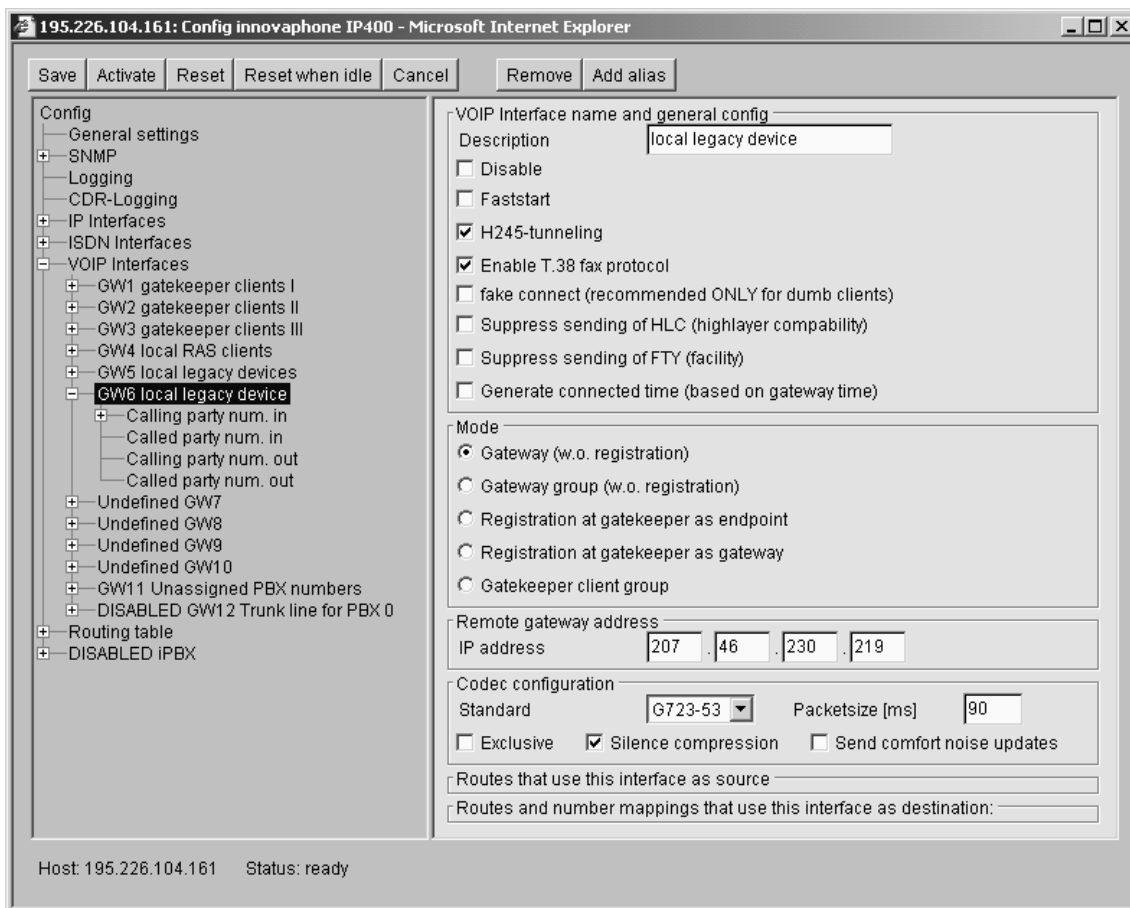 195.226.104.161: Config innovaphone IP400 - Microsoft Internet Explorer
Save Activate Reset Reset when idle Cancel Remove Add alias
Config
General settings
SNMP
Logging
CDR-Logging
IP Interfaces
ISDN Interfaces
VOIP Interfaces
GW1 gatekeeper clients I
GW2 gatekeeper clients II
GW3 gatekeeper clients III
GW4 local RAS clients
GW5 local legacy devices
GW6 local legacy device
Calling party num. in
Called party num. in
Calling party num. out
Called party num. out
Undefined GW7
Undefined GW8
Undefined GW9
Undefined GW10
GW11 Unassigned PBX numbers
DISABLED GW12 Trunk line for PBX 0
Routing table
DISABLED iPBX
VOIP Interface name and general config
Description local legacy device
Disable
Faststart
H245-tunneling
Enable T.38 fax protocol
fake connect (recommended ONLY for dumb clients)
Suppress sending of HLC (highlayer compability)
Suppress sending of FTY (facility)
Generate connected time (based on gateway time)
Mode
Gateway (w.o. registration)
Gateway group (w.o. registration)
Registration at gatekeeper as endpoint
Registration at gatekeeper as gateway
Gatekeeper client group
Remote gateway address
IP address 207 . 46 . 230 . 219
Codec configuration
Standard G723-53 Packetsize [ms] 90
Exclusive Silence compression Send comfort noise updates
Routes that use this interface as source
Routes and number mappings that use this interface as destination:
Host: 195.226.104.161 Status: ready